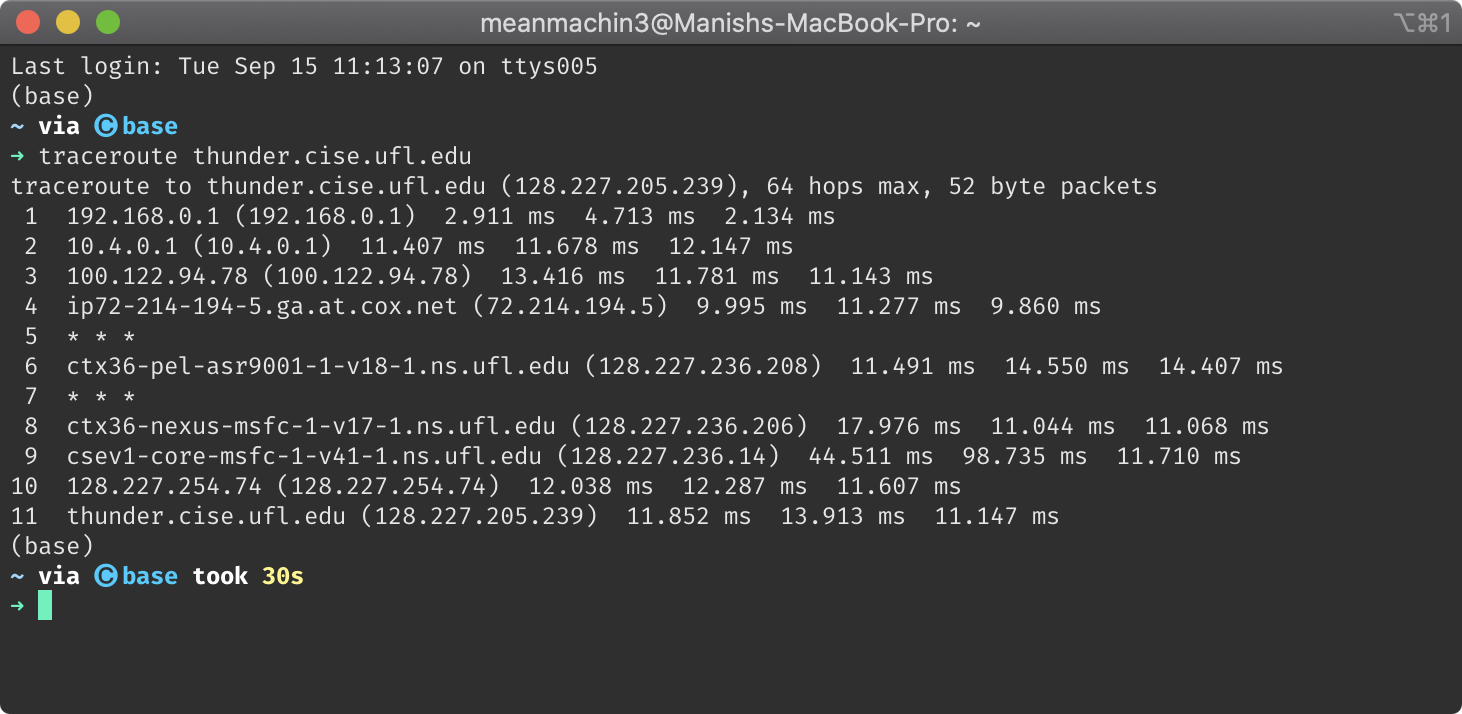 meanmachin3@Manishs-MacBook-Pro: ~ ⌥⌘1
Last login: Tue Sep 15 11:13:07 on ttys005
(base)
~ via 🅒 base
➜ traceroute thunder.cise.ufl.edu
traceroute to thunder.cise.ufl.edu (128.227.205.239), 64 hops max, 52 byte packets
 1  192.168.0.1 (192.168.0.1)  2.911 ms  4.713 ms  2.134 ms
 2  10.4.0.1 (10.4.0.1)  11.407 ms  11.678 ms  12.147 ms
 3  100.122.94.78 (100.122.94.78)  13.416 ms  11.781 ms  11.143 ms
 4  ip72-214-194-5.ga.at.cox.net (72.214.194.5)  9.995 ms  11.277 ms  9.860 ms
 5  * * *
 6  ctx36-pel-asr9001-1-v18-1.ns.ufl.edu (128.227.236.208)  11.491 ms  14.550 ms  14.407 ms
 7  * * *
 8  ctx36-nexus-msfc-1-v17-1.ns.ufl.edu (128.227.236.206)  17.976 ms  11.044 ms  11.068 ms
 9  csev1-core-msfc-1-v41-1.ns.ufl.edu (128.227.236.14)  44.511 ms  98.735 ms  11.710 ms
10  128.227.254.74 (128.227.254.74)  12.038 ms  12.287 ms  11.607 ms
11  thunder.cise.ufl.edu (128.227.205.239)  11.852 ms  13.913 ms  11.147 ms
(base)
~ via 🅒 base took 30s
➜